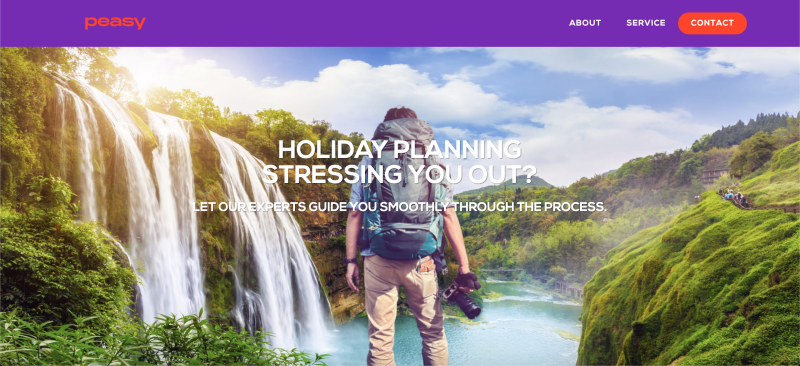 peasy
ABOUT
SERVICE
CONTACT
HOLIDAY PLANNING
STRESSING YOU OUT?
LET OUR EXPERTS GUIDE YOU SMOOTHLY THROUGH THE PROCESS.